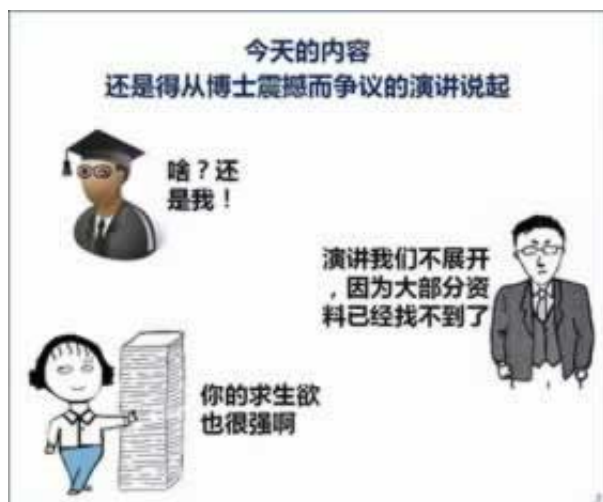 今天的内容
还是得从博士震撼而争议的演讲说起
啥？还
是我！
演讲我们不展开
，因为大部分资
料已经找不到了
你的求生欲
也很强啊